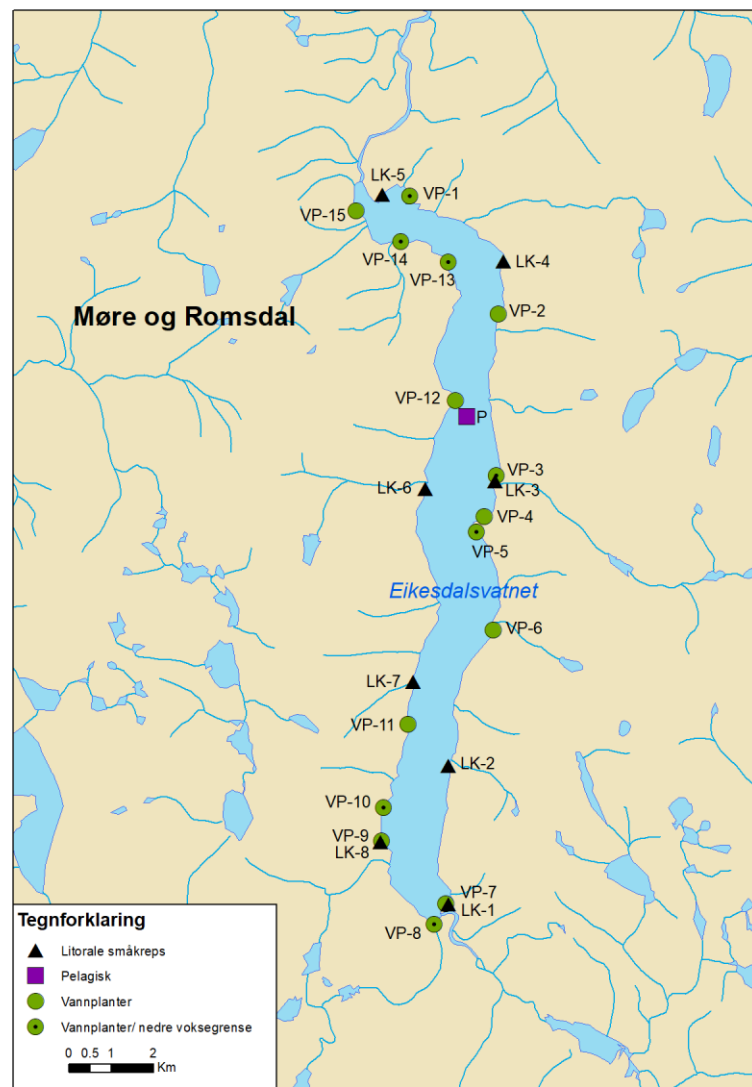 LK-5
VP-1
VP-15
VP-14
VP-13
LK-4
Møre og Romsdal
VP-2
VP-12
P
VP-3
LK-6
LK-3
VP-4
VP-5
Eikesdalsvatnet
VP-6
LK-7
VP-11
LK-2
VP-10
VP-9
LK-8
VP-7
LK-1
VP-8
Tegnforklaring
Litorale småkreps
Pelagisk
Vannplanter
Vannplanter/ nedre voksegrense
0 0.5 1 2
Km